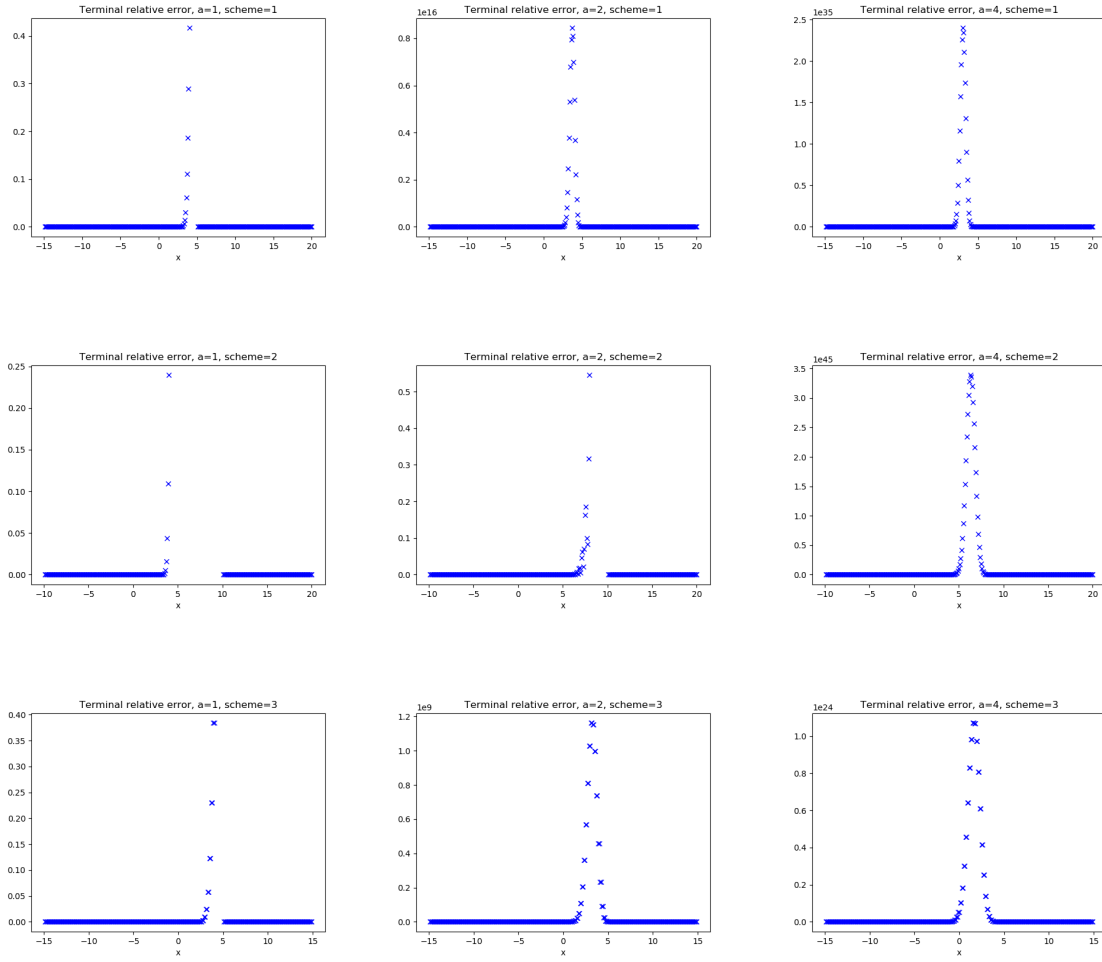 Terminal relative error, a=1, scheme=1
0.4
0.3
0.2
0.1
0.0
−15 −10 −5 0 5 10 15 20
x
Terminal relative error, a=2, scheme=1
1e16
0.8
0.6
0.4
0.2
0.0
−15 −10 −5 0 5 10 15 20
x
Terminal relative error, a=4, scheme=1
1e35
2.5
2.0
1.5
1.0
0.5
0.0
−15 −10 −5 0 5 10 15 20
x
Terminal relative error, a=1, scheme=2
0.25
0.20
0.15
0.10
0.05
0.00
−10 −5 0 5 10 15 20
x
Terminal relative error, a=2, scheme=2
0.5
0.4
0.3
0.2
0.1
0.0
−10 −5 0 5 10 15 20
x
Terminal relative error, a=4, scheme=2
1e45
3.5
3.0
2.5
2.0
1.5
1.0
0.5
0.0
−10 −5 0 5 10 15 20
x
Terminal relative error, a=1, scheme=3
0.40
0.35
0.30
0.25
0.20
0.15
0.10
0.05
0.00
−15 −10 −5 0 5 10 15
x
Terminal relative error, a=2, scheme=3
1e9
1.2
1.0
0.8
0.6
0.4
0.2
0.0
−15 −10 −5 0 5 10 15
x
Terminal relative error, a=4, scheme=3
1e24
1.0
0.8
0.6
0.4
0.2
0.0
−15 −10 −5 0 5 10 15
x